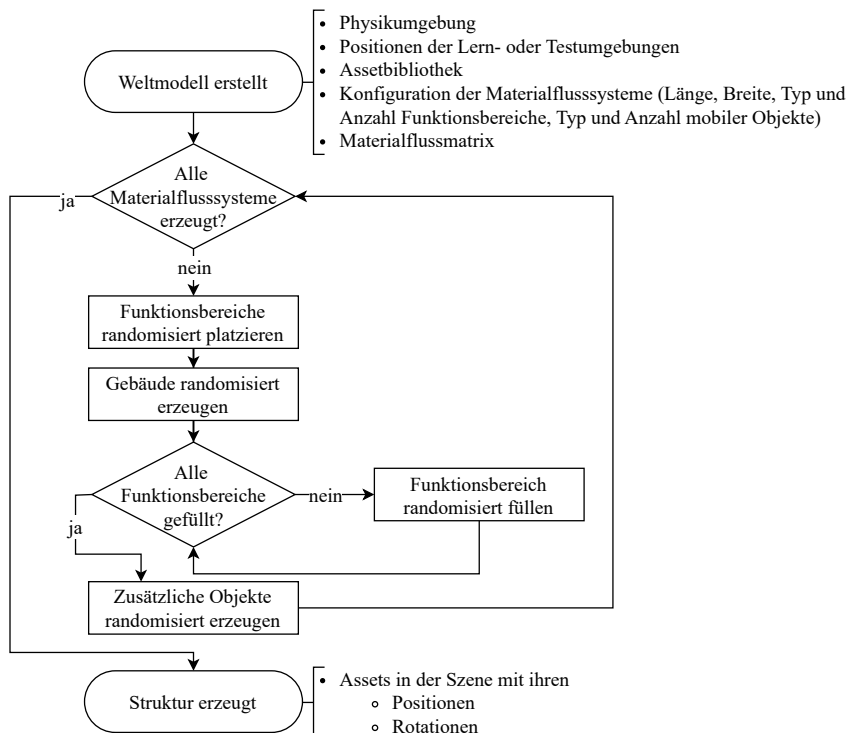 Weltmodell erstellt
• Physikumgebung
• Positionen der Lern- oder Testumgebungen
• Assetbibliothek
• Konfiguration der Materialflusssysteme (Länge, Breite, Typ und
Anzahl Funktionsbereiche, Typ und Anzahl mobiler Objekte)
• Materialflussmatrix
Alle
Materialflusssysteme
erzeugt?
ja
nein
Funktionsbereiche
randomisiert platzieren
Gebäude randomisiert
erzeugen
Alle
Funktionsbereiche
gefüllt?
nein
Funktionsbereich
randomisiert füllen
ja
Zusätzliche Objekte
randomisiert erzeugen
Struktur erzeugt
• Assets in der Szene mit ihren
◦ Positionen
◦ Rotationen